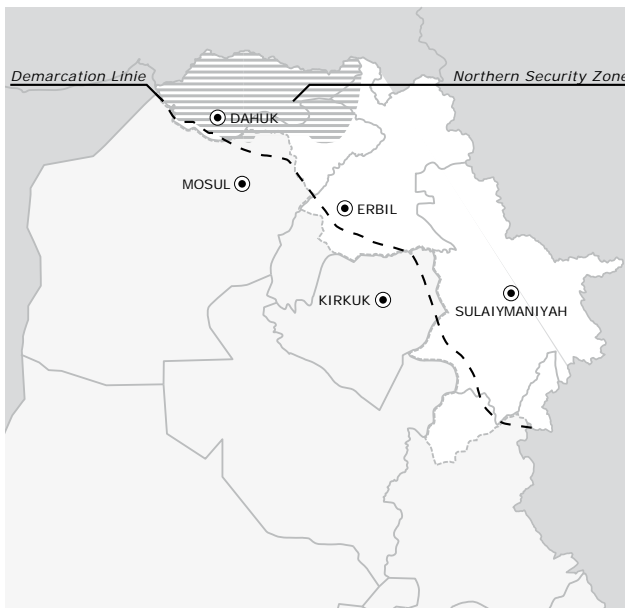 Demarcation Linie
Northern Security Zone
DAHUK
MOSUL
ERBIL
KIRKUK
SULAIYMANIYAH